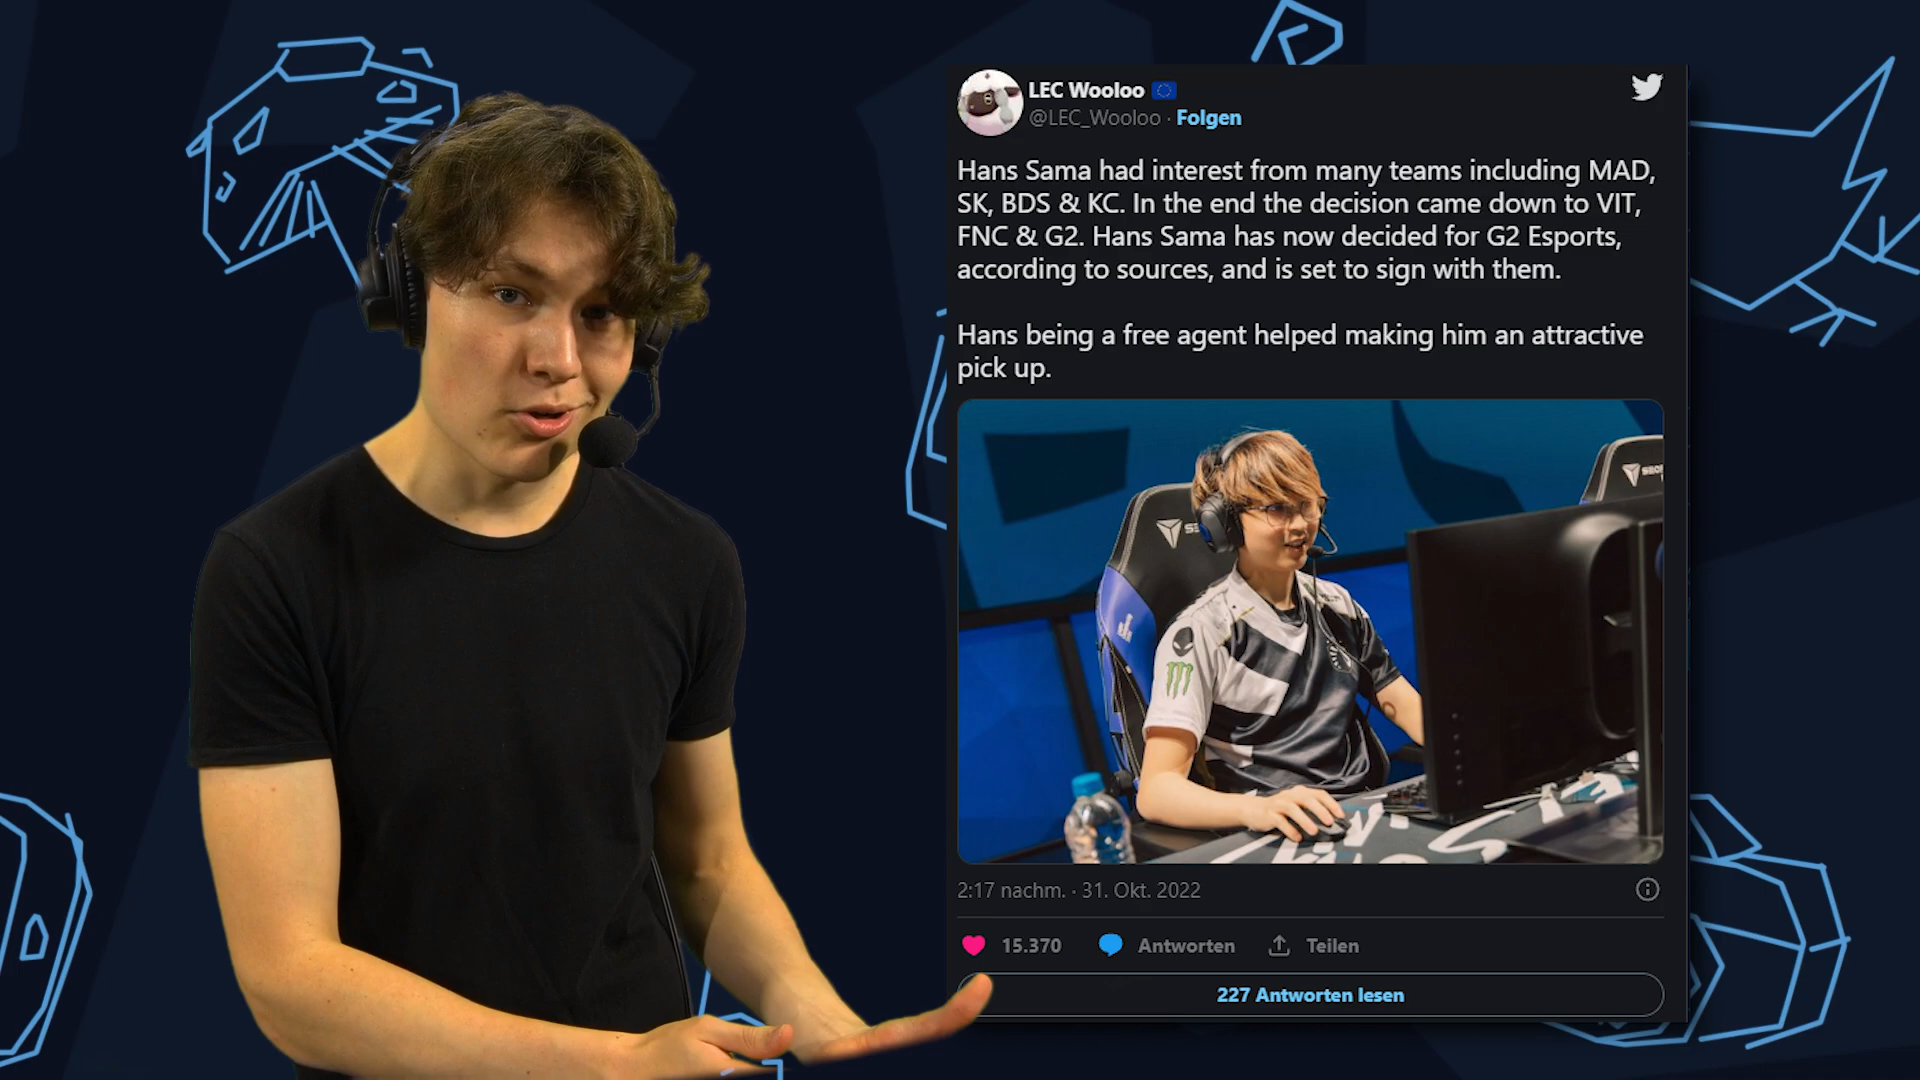 LEC Wooloo
@LEC_Wooloo · Folgen
Hans Sama had interest from many teams including MAD,
SK, BDS & KC. In the end the decision came down to VIT,
FNC & G2. Hans Sama has now decided for G2 Esports,
according to sources, and is set to sign with them.
Hans being a free agent helped making him an attractive
pick up.
2:17 nachm. · 31. Okt. 2022
15.370 Antworten Teilen
227 Antworten lesen